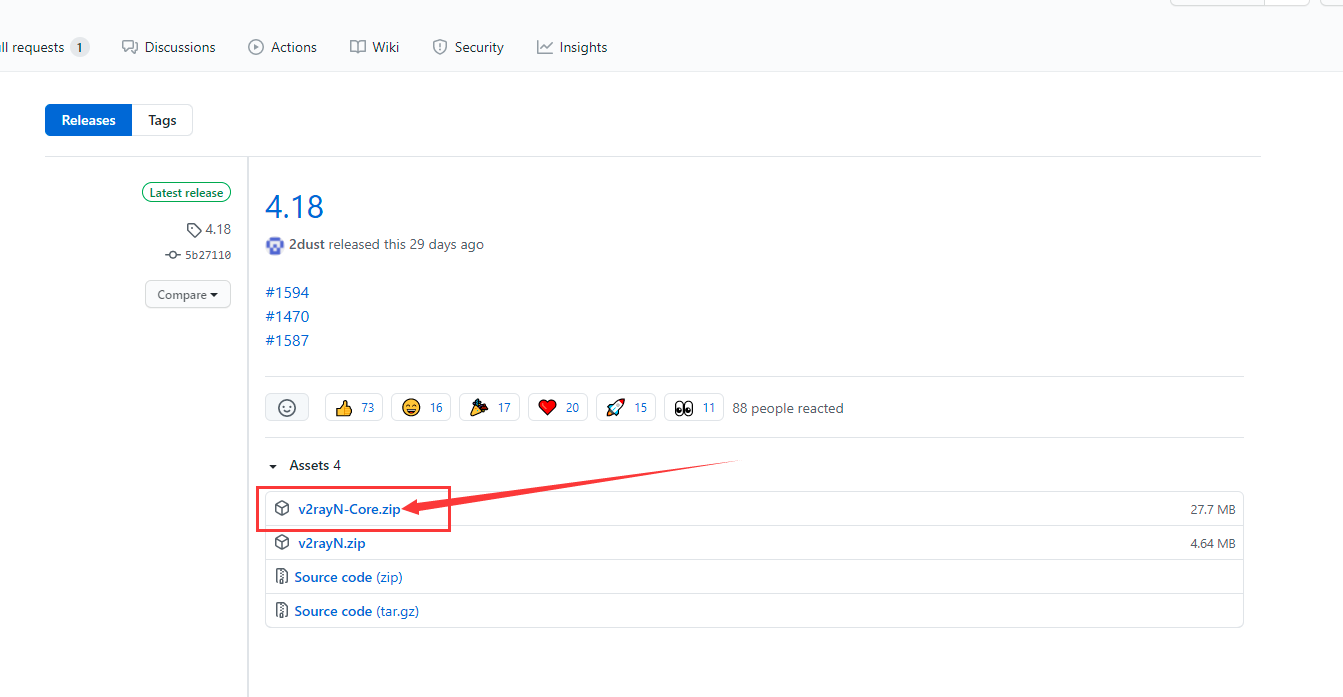 ll requests 1 Discussions Actions Wiki Security Insights
Releases Tags
Latest release
4.18
5b27110
Compare
4.18
2dust released this 29 days ago
#1594
#1470
#1587
73 16 17 20 15 11 88 people reacted
Assets 4
v2rayN-Core.zip 27.7 MB
v2rayN.zip 4.64 MB
Source code (zip)
Source code (tar.gz)